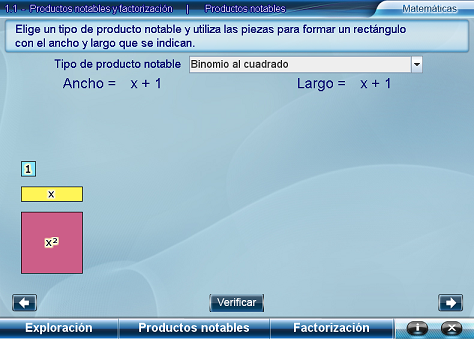 1.1 - Productos notables y factorización | Productos notables Matemáticas
Elige un tipo de producto notable y utiliza las piezas para formar un rectángulo
con el ancho y largo que se indican.
Tipo de producto notable Binomio al cuadrado
Ancho = x + 1 Largo = x + 1
1
x
x²
Verificar
Exploración Productos notables Factorización